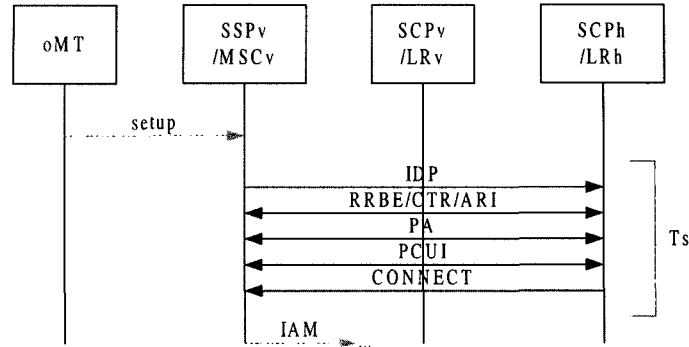 oMT
SSPv
/MSCv
SCPv
/LRv
SCPh
/LRh
setup
IDP
RRBE/CTR/ARI
PA
PCUI
CONNECT
Ts
IAM